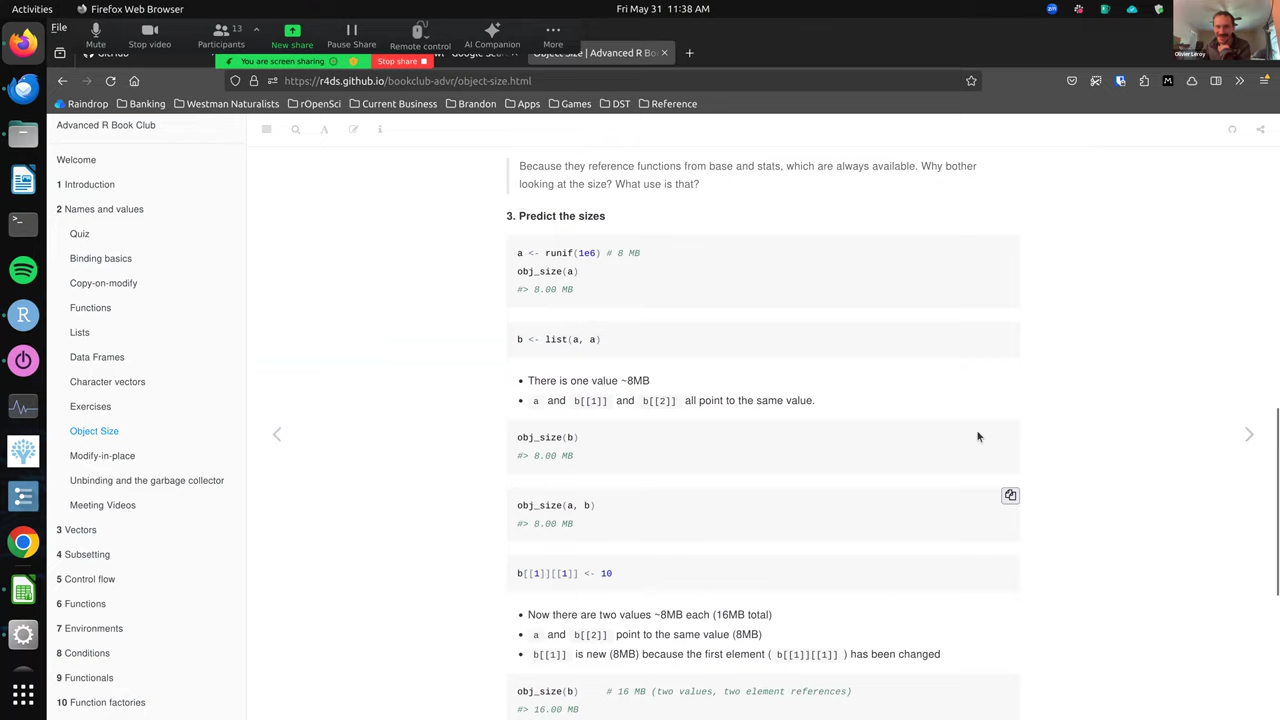 Activities
Firefox Web Browser
Fri May 31 11:38 AM
File
Mute
Stop video
13
Participants
New share
Pause Share
Remote control
AI Companion
More
Olivier Leroy
You are screen sharing
Stop share
GitHub
Object Size | Advanced R Bo
https://r4ds.github.io/bookclub-advr/object-size.html
Raindrop
Banking
Westman Naturalists
rOpenSci
Current Business
Brandon
Apps
Games
DST
Reference
Advanced R Book Club
Welcome
1 Introduction
2 Names and values
Quiz
Binding basics
Copy-on-modify
Functions
Lists
Data Frames
Character vectors
Exercises
Object Size
Modify-in-place
Unbinding and the garbage collector
Meeting Videos
3 Vectors
4 Subsetting
5 Control flow
6 Functions
7 Environments
8 Conditions
9 Functionals
10 Function factories
Because they reference functions from base and stats, which are always available. Why bother
looking at the size? What use is that?
3. Predict the sizes
a <- runif(1e6) # 8 MB
obj_size(a)
#> 8.00 MB
b <- list(a, a)
• There is one value ~8MB
• a and b[[1]] and b[[2]] all point to the same value.
obj_size(b)
#> 8.00 MB
obj_size(a, b)
#> 8.00 MB
b[[1]][[1]] <- 10
• Now there are two values ~8MB each (16MB total)
• a and b[[2]] point to the same value (8MB)
• b[[1]] is new (8MB) because the first element ( b[[1]][[1]] ) has been changed
obj_size(b) # 16 MB (two values, two element references)
#> 16.00 MB